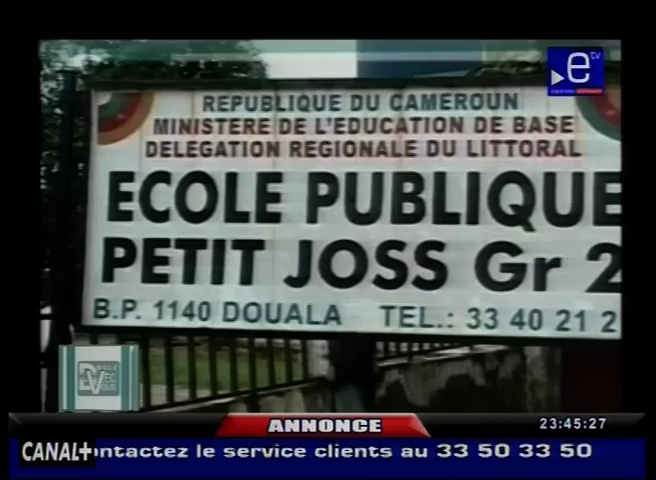 e tv
REPUBLIQUE DU CAMEROUN
MINISTERE DE L'EDUCATION DE BASE
DELEGATION REGIONALE DU LITTORAL
ECOLE PUBLIQUE
PETIT JOSS Gr 2
B.P. 1140 DOUALA TEL.: 33 40 21 2
ANNONCE
23:45:27
CANAL+ ontactez le service clients au 33 50 33 50